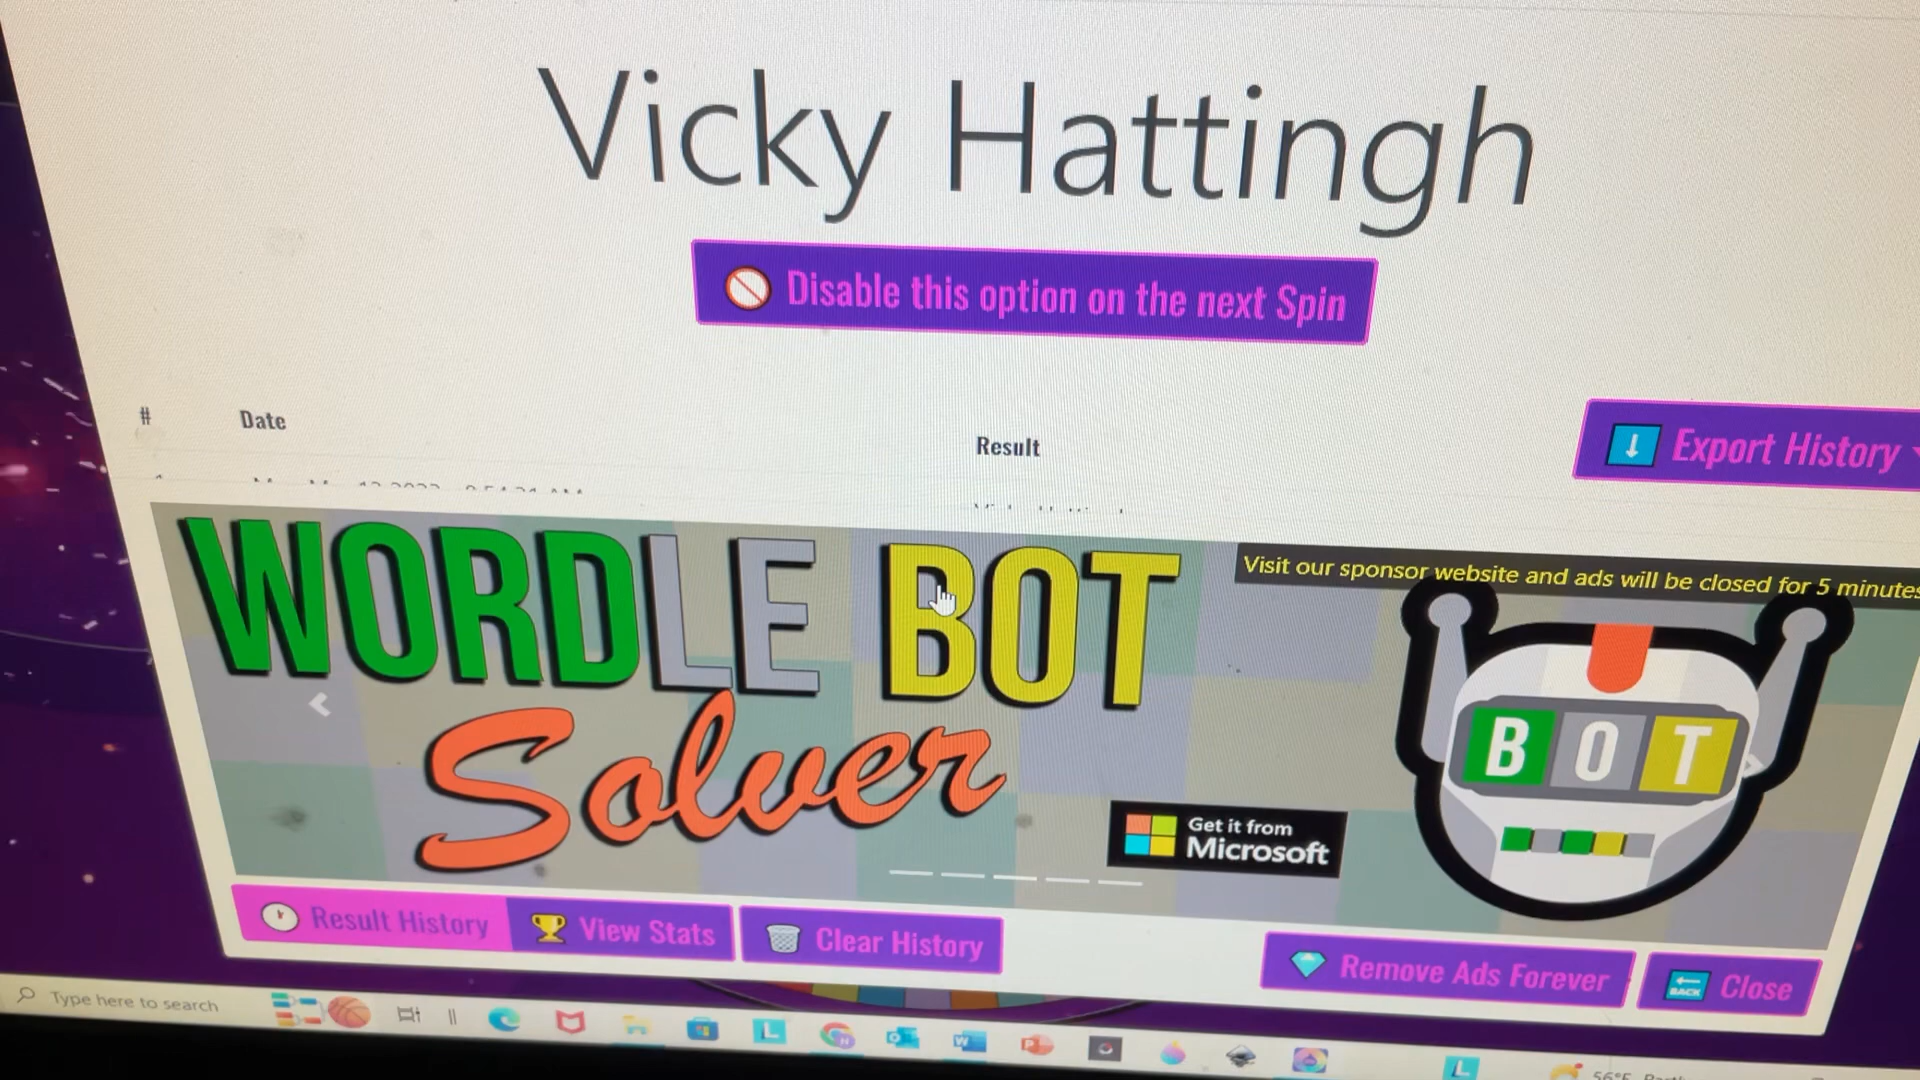 Vicky Hattingh
Disable this option on the next Spin
# Date Result
Export History
WORDLE BOT
Solver
Visit our sponsor website and ads will be closed for 5 minutes
BOT
Get it from
Microsoft
Result History View Stats Clear History
Remove Ads Forever BACK Close
Type here to search
56°F